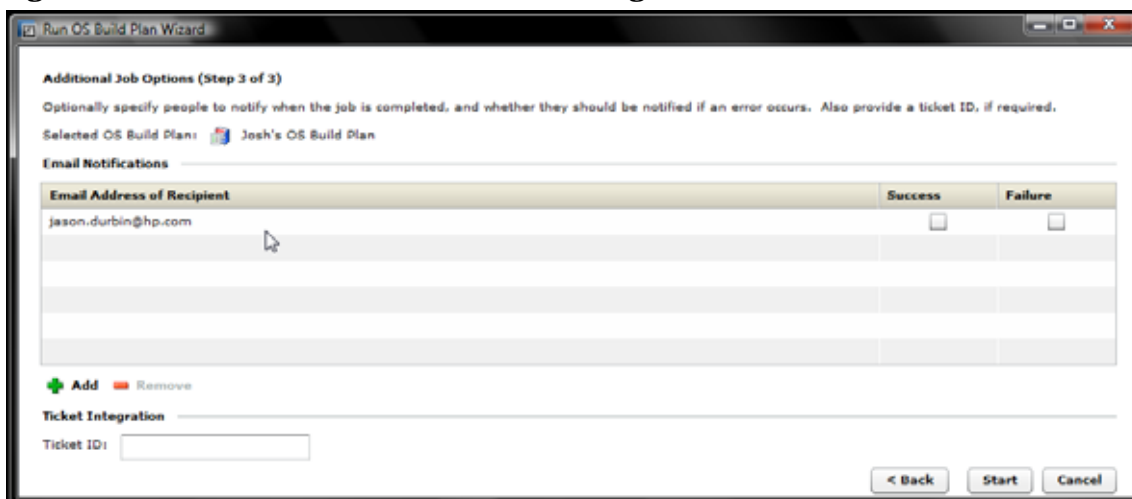 Run OS Build Plan Wizard
Additional Job Options (Step 3 of 3)
Optionally specify people to notify when the job is completed, and whether they should be notified if an error occurs. Also provide a ticket ID, if required.
Selected OS Build Plan: Josh's OS Build Plan
Email Notifications
Email Address of Recipient Success Failure
jason.durbin@hp.com
Add Remove
Ticket Integration
Ticket ID:
< Back Start Cancel